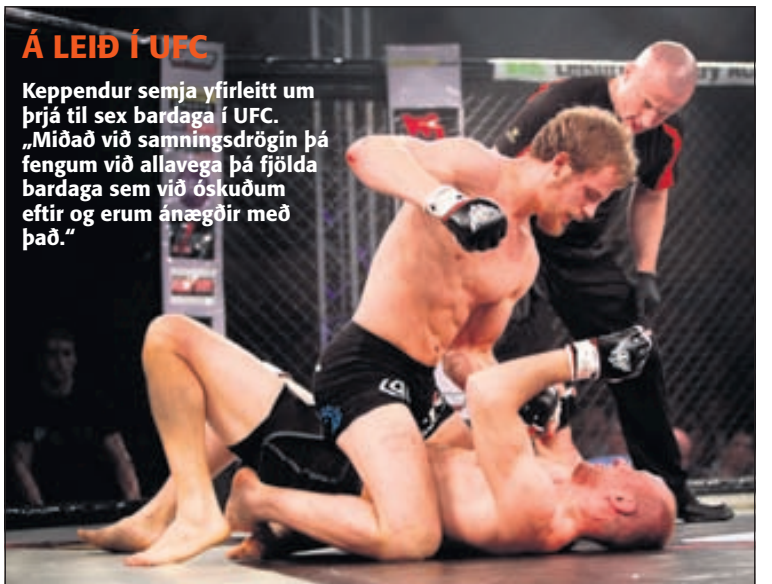 Á LEIÐ Í UFC
Keppendur semja yfirleitt um
þrjá til sex bardaga í UFC.
„Miðað við samningsdrögin þá
fengum við allavega þá fjölda
bardaga sem við óskuðum
eftir og erum ánægðir með
það.“